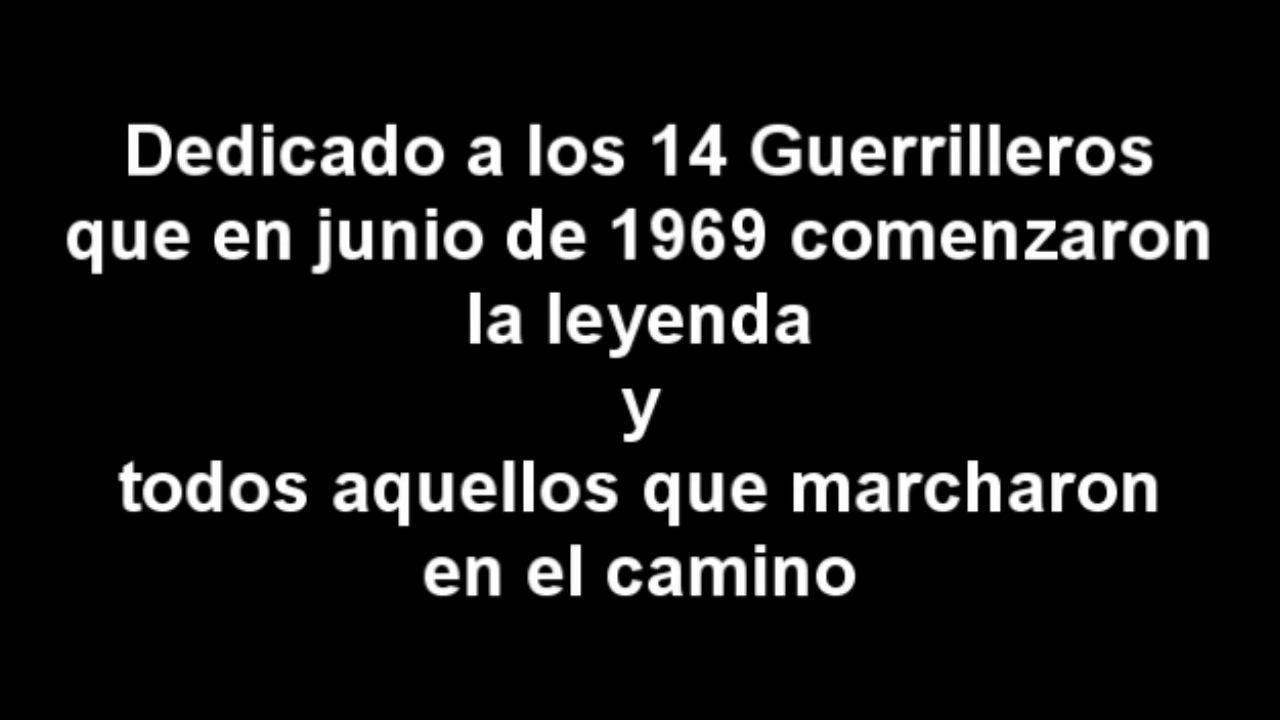 Dedicado a los 14 Guerrilleros
que en junio de 1969 comenzaron
la leyenda
y
todos aquellos que marcharon
en el camino